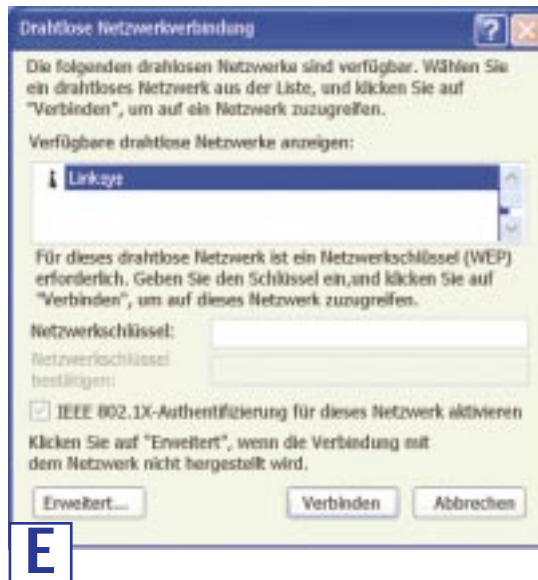 Drahtlose Netzwerkverbindung
Die folgenden drahlosen Netzwerke sind verfügbar. Wählen Sie
ein drahtloses Netzwerk aus der Liste, und klicken Sie auf
"Verbinden", um auf ein Netzwerk zuzugreifen.
Verfügbare drahtlose Netzwerke anzeigen:
Linksys
Für dieses drahtlose Netzwerk ist ein Netzwerkschlüssel (WEP)
erforderlich. Geben Sie den Schlüssel ein,und klicken Sie auf
"Verbinden", um auf dieses Netzwerk zuzugreifen.
Netzwerkschlüssel:
Netzwerkschlüssel
bestätigen:
IEEE 802.1X-Authentifizierung für dieses Netzwerk aktivieren
Klicken Sie auf "Erweitert", wenn die Verbindung mit
dem Netzwerk nicht hergestellt wird.
Erweitert... Verbinden Abbrechen
E